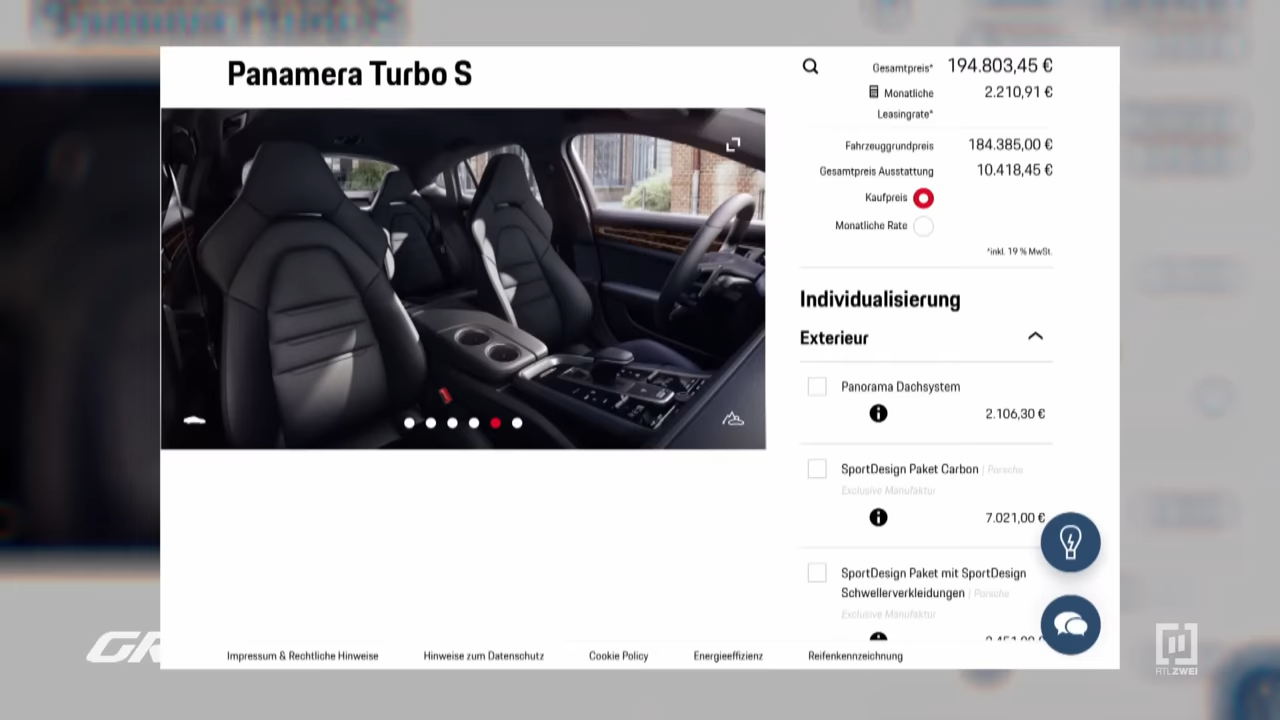 Panamera Turbo S
Gesamtpreis* 194.803,45 €
Monatliche 2.210,91 €
Leasingrate*
Fahrzeuggrundpreis 184.385,00 €
Gesamtpreis Ausstattung 10.418,45 €
Kaufpreis
Monatliche Rate
*inkl. 19 % MwSt.
Individualisierung
Exterieur
Panorama Dachsystem
2.106,30 €
SportDesign Paket Carbon | Porsche
Exclusive Manufaktur
7.021,00 €
SportDesign Paket mit SportDesign
Schwellerverkleidungen | Porsche
Exclusive Manufaktur
Impressum & Rechtliche Hinweise Hinweise zum Datenschutz Cookie Policy Energieeffizienz Reifenkennzeichnung
RTLZWEI